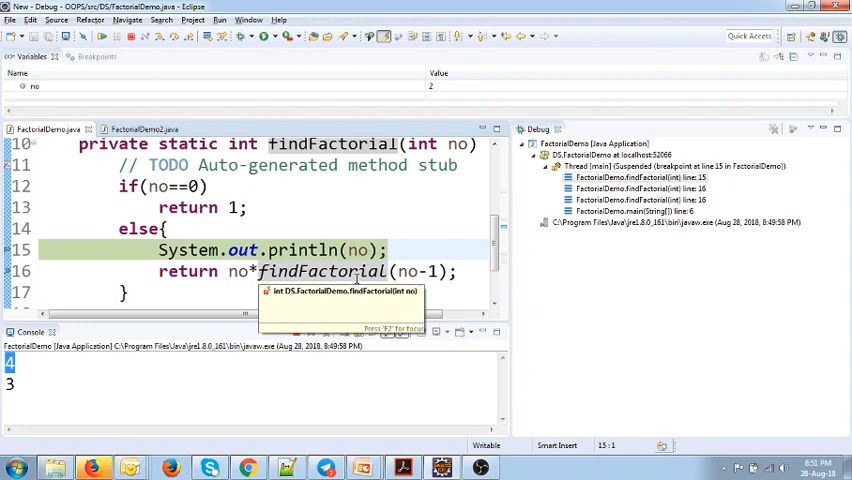 New - Debug - OOPS/src/DS/FactorialDemo.java - Eclipse
File Edit Source Refactor Navigate Search Project Run Window Help
Quick Access
Variables Breakpoints
Name Value
no 2
FactorialDemo.java FactorialDemo2.java
10 private static int findFactorial(int no)
11 // TODO Auto-generated method stub
12 if(no==0)
13 return 1;
14 else{
15 System.out.println(no);
16 return no*findFactorial(no-1);
17 }
int DS.FactorialDemo.findFactorial(int no)
Press 'F2' for focus
Debug
FactorialDemo [Java Application]
DS.FactorialDemo at localhost:52066
Thread [main] (Suspended (breakpoint at line 15 in FactorialDemo))
FactorialDemo.findFactorial(int) line: 15
FactorialDemo.findFactorial(int) line: 16
FactorialDemo.findFactorial(int) line: 16
FactorialDemo.main(String[]) line: 6
C:\Program Files\Java\jre1.8.0_161\bin\javaw.exe (Aug 28, 2018, 8:49:58 PM)
Console
FactorialDemo [Java Application] C:\Program Files\Java\jre1.8.0_161\bin\javaw.exe (Aug 28, 2018, 8:49:58 PM)
4
3
Writable Smart Insert 15 : 1
8:51 PM
28-Aug-18